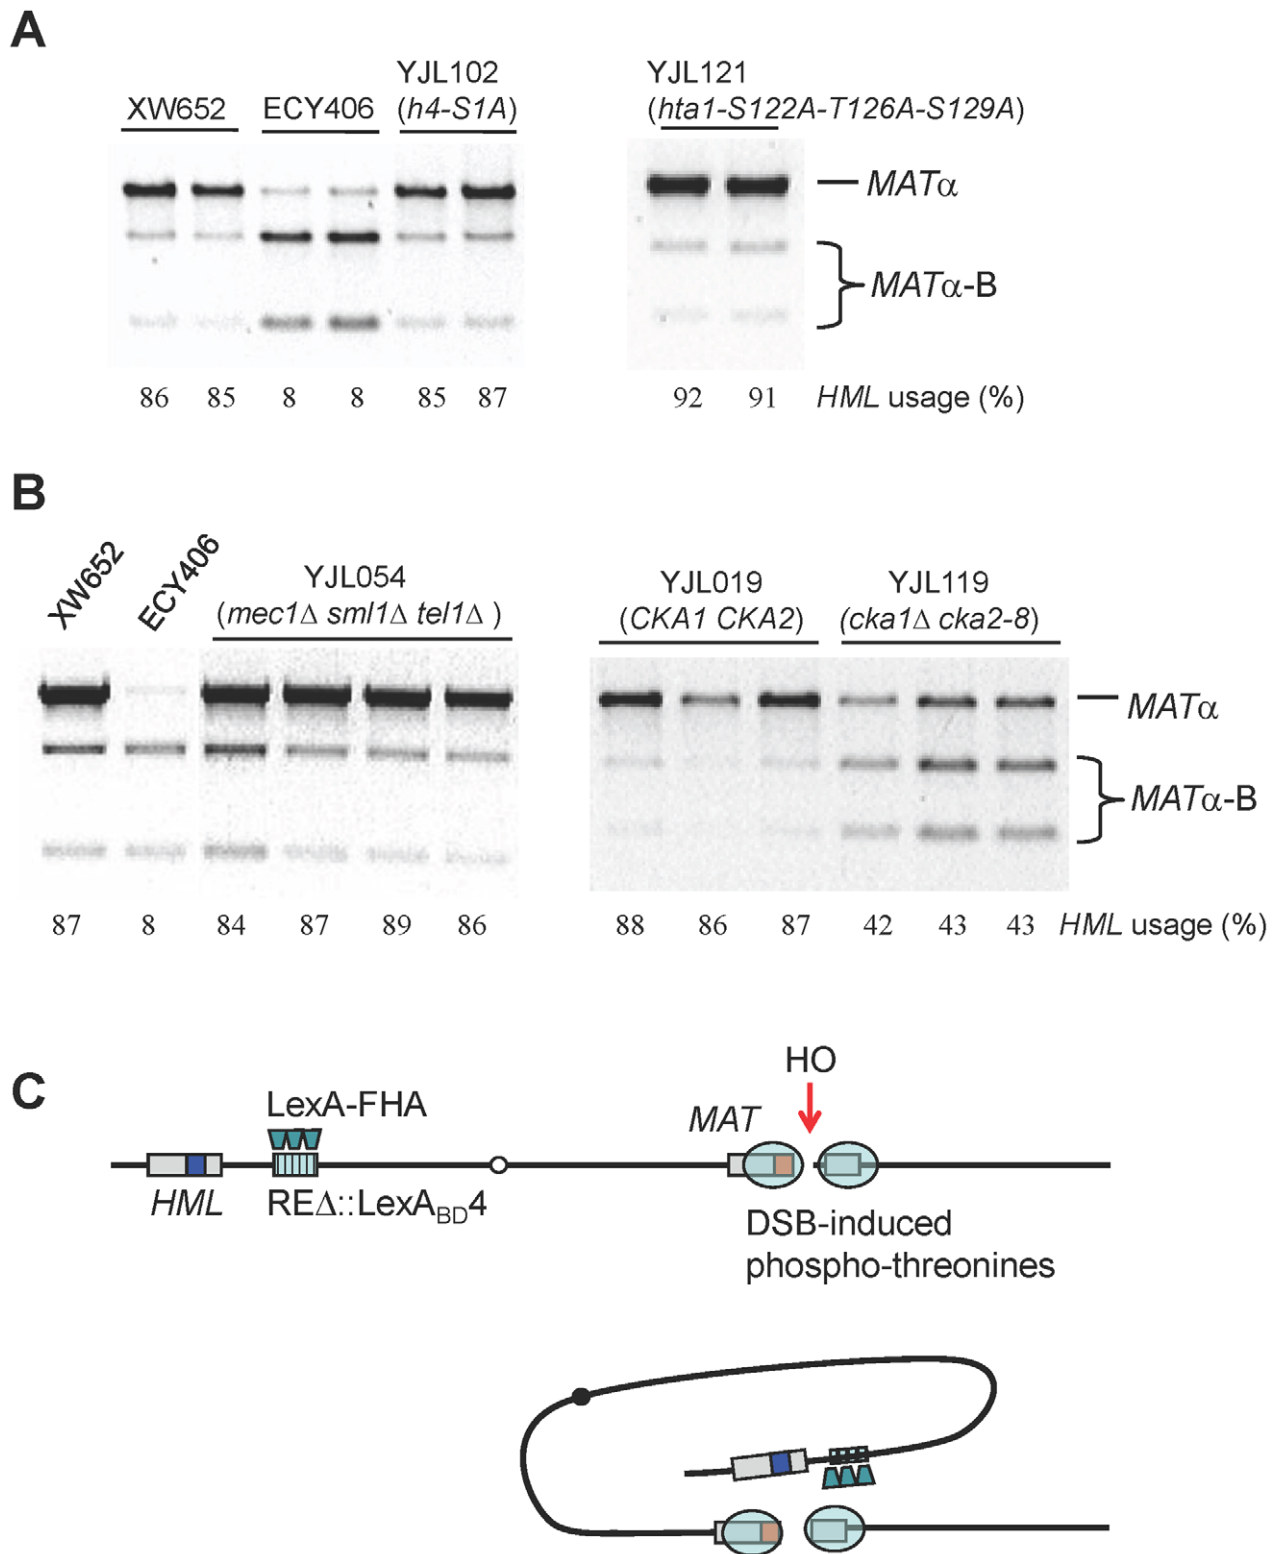 A
XW652
ECY406
YJL102
(h4-S1A)
YJL121
(hta1-S122A-T126A-S129A)
MATα
MATα-B
86 85 8 8 85 87 92 91 HML usage (%)
B
XW652
ECY406
YJL054
(mec1Δ sml1Δ tel1Δ )
YJL019
(CKA1 CKA2)
YJL119
(cka1Δ cka2-8)
MATα
MATα-B
87 8 84 87 89 86 88 86 87 42 43 43 HML usage (%)
C
HO
LexA-FHA
MAT
HML
REΔ::LexABD4
DSB-induced
phospho-threonines